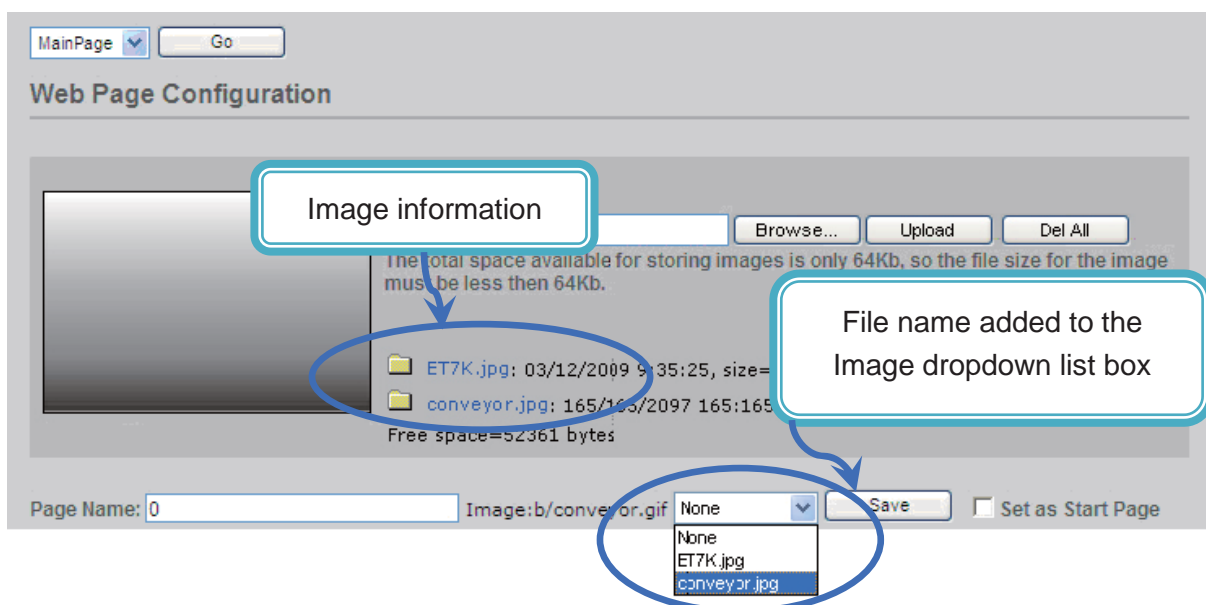 MainPage Go
Web Page Configuration
Image information
Browse... Upload Del All
The total space available for storing images is only 64Kb, so the file size for the image
must be less then 64Kb.
File name added to the
Image dropdown list box
ET7K.jpg: 03/12/2009 9:35:25, size=
conveyor.jpg: 165/165/2097 165:165
Free space=52361 bytes
Page Name: 0 Image:b/conveyor.gif None Save Set as Start Page
None
ET7K.jpg
conveyor.jpg